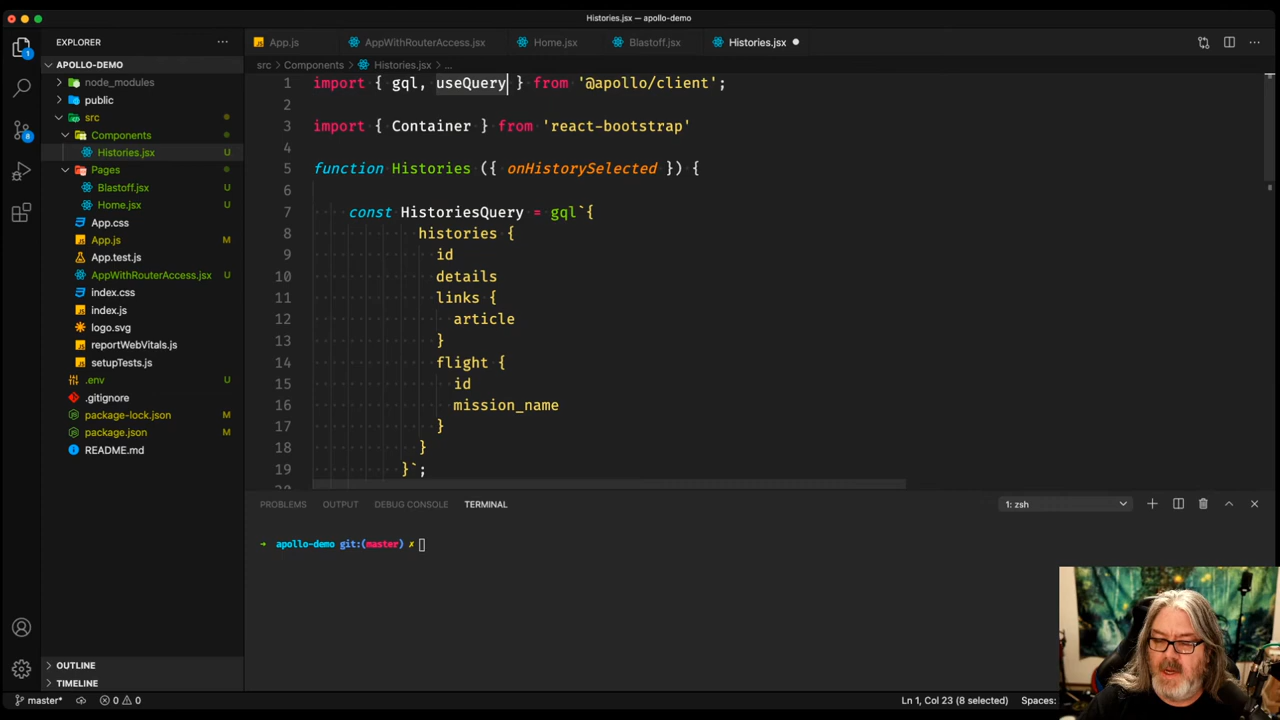 Histories.jsx — apollo-demo
EXPLORER
App.js
AppWithRouterAccess.jsx
Home.jsx
Blastoff.jsx
Histories.jsx
APOLLO-DEMO
node_modules
public
src
Components
Histories.jsx
Pages
Blastoff.jsx
Home.jsx
App.css
App.js
M
App.test.js
AppWithRouterAccess.jsx
U
index.css
index.js
logo.svg
reportWebVitals.js
setupTests.js
.env
U
.gitignore
package-lock.json
M
package.json
M
README.md
OUTLINE
TIMELINE
src > Components > Histories.jsx > ...
1 import { gql, useQuery } from '@apollo/client';
2
3 import { Container } from 'react-bootstrap'
4
5 function Histories ({ onHistorySelected }) {
6
7 const HistoriesQuery = gql`{
8 histories {
9 id
10 details
11 links {
12 article
13 }
14 flight {
15 id
16 mission_name
17 }
18 }
19 }`;
PROBLEMS OUTPUT DEBUG CONSOLE TERMINAL
1: zsh
→ apollo-demo git:(master) ✗
master*
0 0
Ln 1, Col 23 (8 selected)
Spaces: